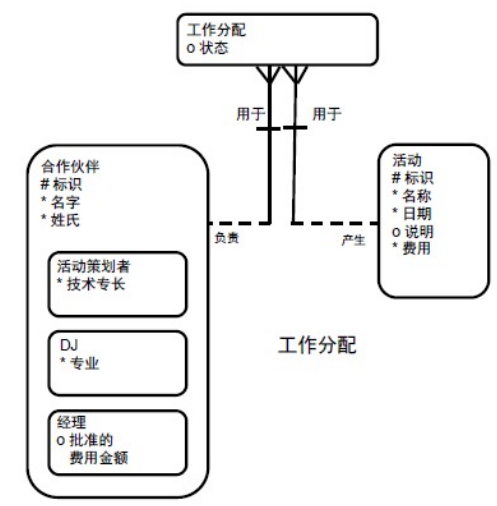 工作分配
o 状态
用于
用于
合作伙伴
# 标识
* 名字
* 姓氏
负责
产生
活动
# 标识
* 名称
* 日期
o 说明
* 费用
活动策划者
* 技术专长
DJ
* 专业
经理
o 批准的
费用金额
工作分配